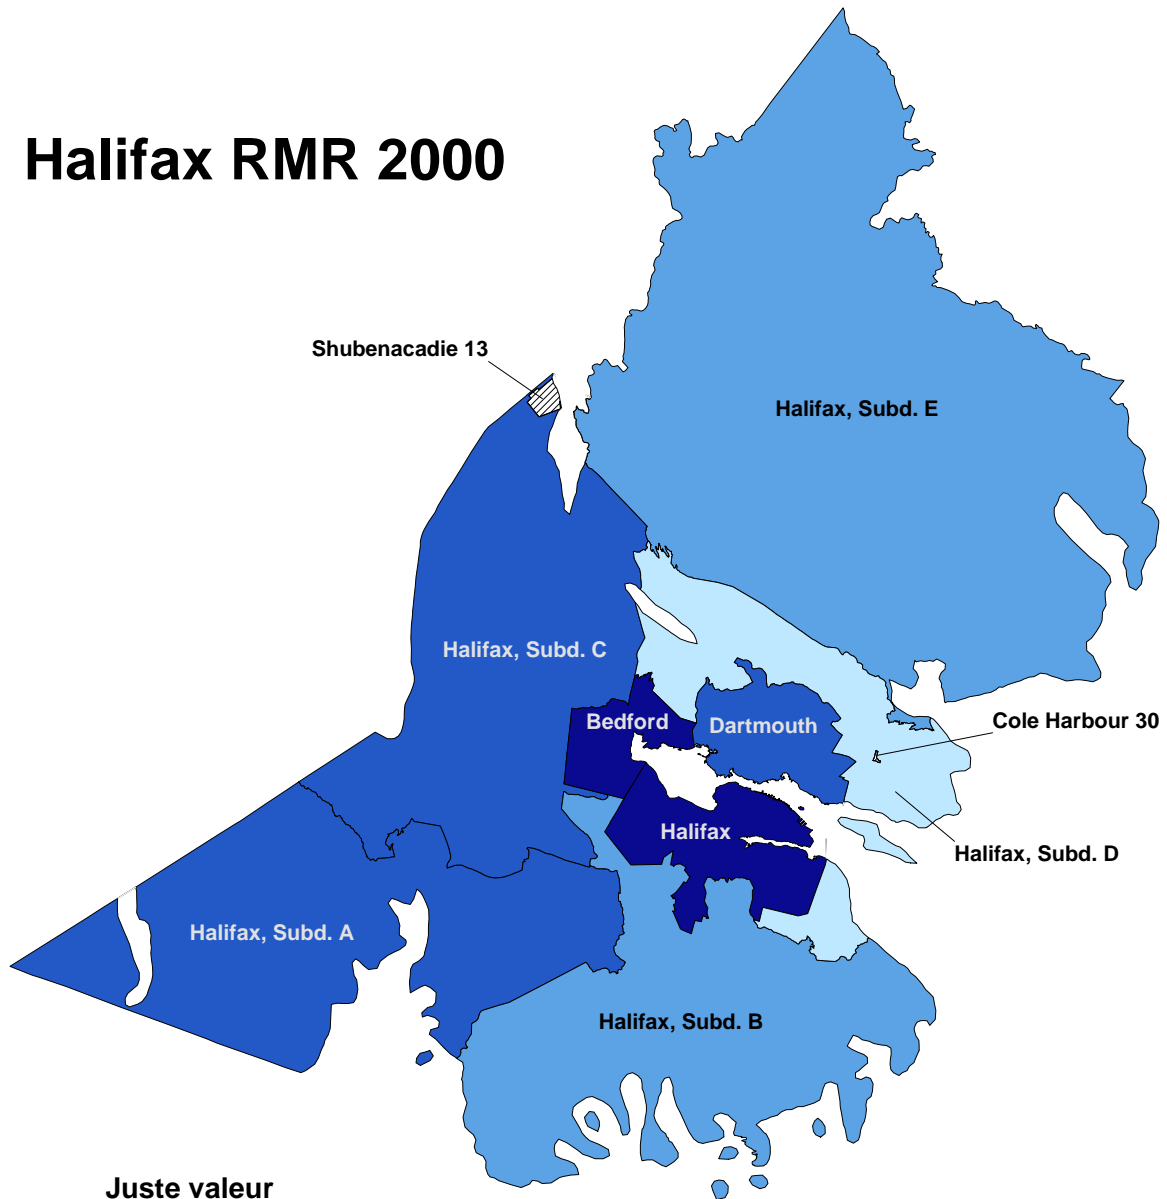 Halifax RMR 2000
Shubenacadie 13
Halifax, Subd. E
Halifax, Subd. C
Bedford
Dartmouth
Cole Harbour 30
Halifax
Halifax, Subd. D
Halifax, Subd. A
Halifax, Subd. B
Juste valeur